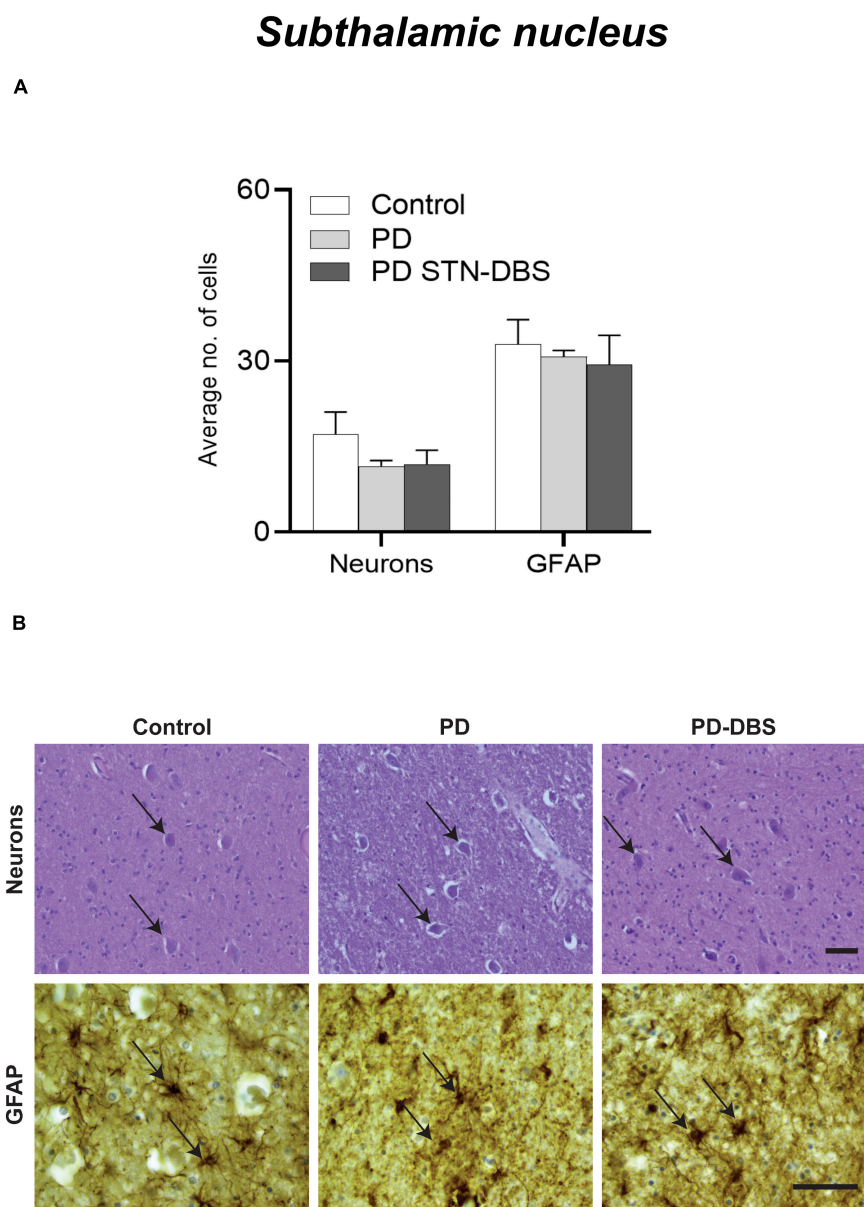 Subthalamic nucleus
A
60
30
0
Average no. of cells
Control
PD
PD STN-DBS
Neurons
GFAP
B
Control
PD
PD-DBS
Neurons
GFAP